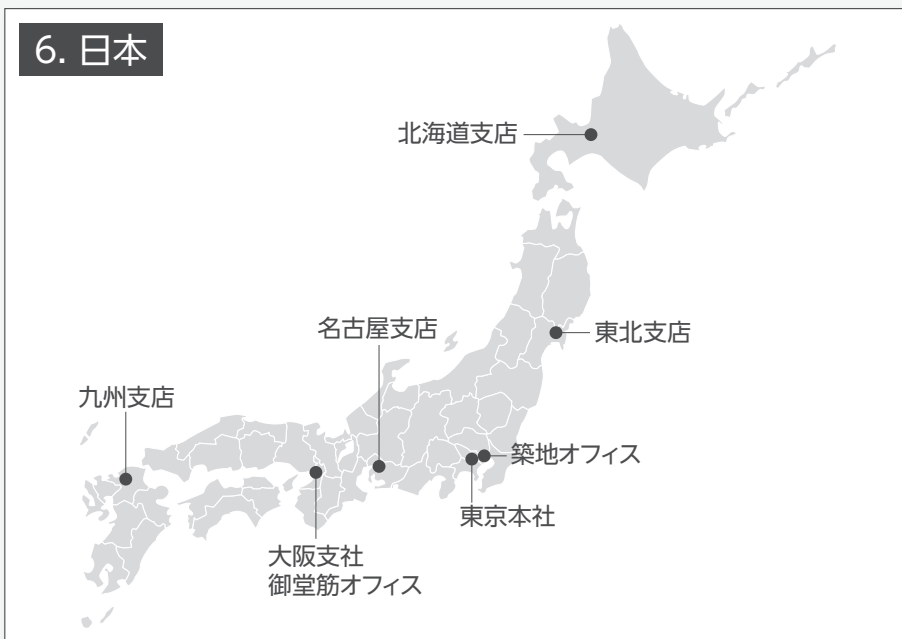 6. 日本
北海道支店
名古屋支店
東北支店
九州支店
築地オフィス
東京本社
大阪支社
御堂筋オフィス